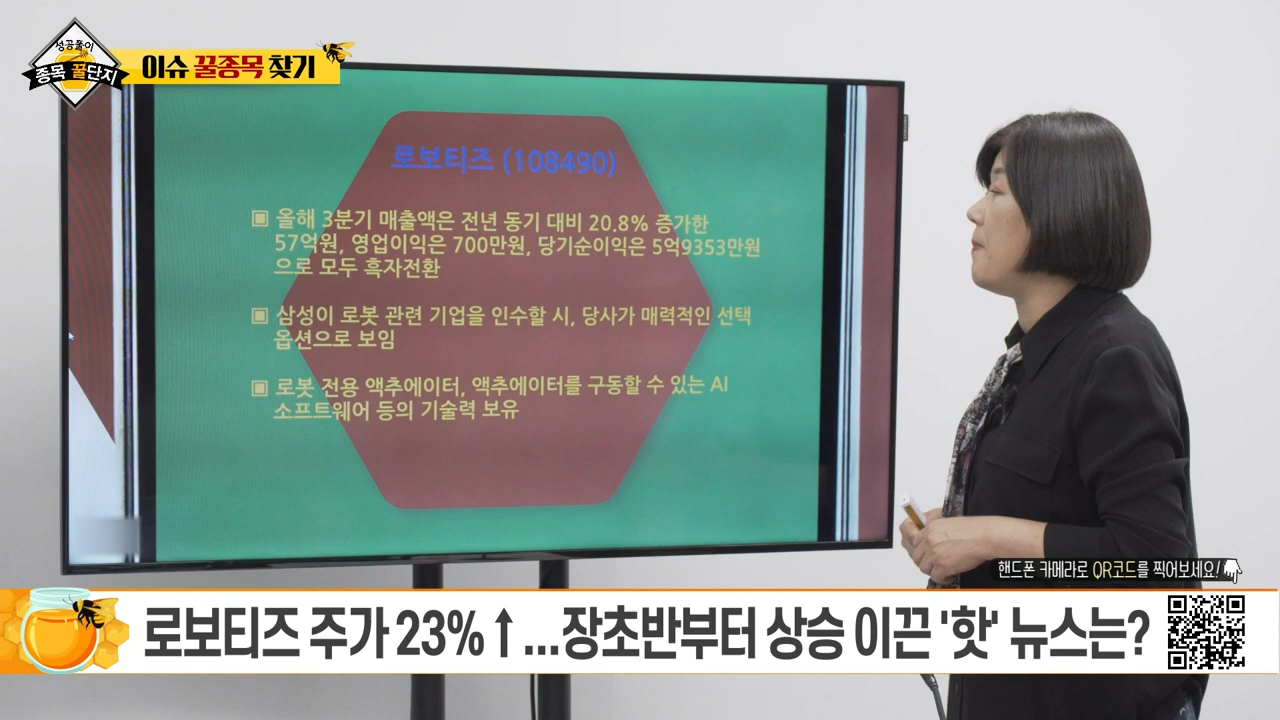 성공풀이
종목 꿀단지
이슈 꿀종목 찾기
로보티즈 (108490)
▣ 올해 3분기 매출액은 전년 동기 대비 20.8% 증가한
57억원, 영업이익은 700만원, 당기순이익은 5억9353만원
으로 모두 흑자전환
▣ 삼성이 로봇 관련 기업을 인수할 시, 당사가 매력적인 선택
옵션으로 보임
▣ 로봇 전용 액추에이터, 액추에이터를 구동할 수 있는 AI
소프트웨어 등의 기술력 보유
핸드폰 카메라로 QR코드를 찍어보세요!
로보티즈 주가 23%↑...장초반부터 상승 이끈 '핫' 뉴스는?